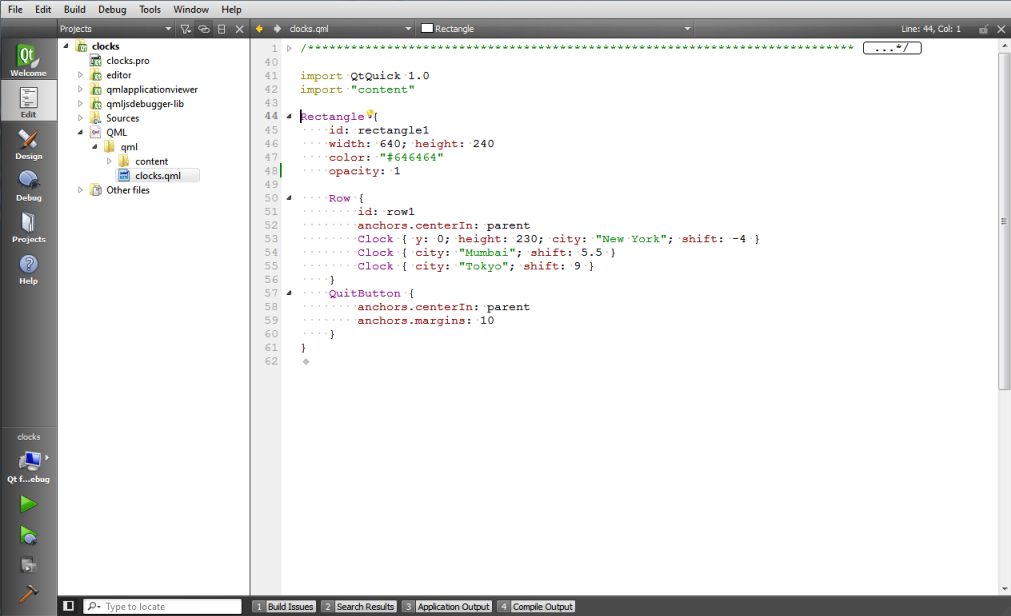 File Edit Build Debug Tools Window Help
Projects
clocks.qml
Rectangle
Line: 44, Col: 1
Qt
Welcome
Edit
Design
Debug
Projects
Help
clocks
Qt f...ebug
clocks
clocks.pro
editor
qmlapplicationviewer
qmljsdebugger-lib
Sources
QML
qml
content
clocks.qml
Other files
1 /**************************************************************************** ...*/
40
41 import QtQuick 1.0
42 import "content"
43
44 Rectangle {
45 id: rectangle1
46 width: 640; height: 240
47 color: "#646464"
48 opacity: 1
49
50 Row {
51 id: row1
52 anchors.centerIn: parent
53 Clock { y: 0; height: 230; city: "New York"; shift: -4 }
54 Clock { city: "Mumbai"; shift: 5.5 }
55 Clock { city: "Tokyo"; shift: 9 }
56 }
57 QuitButton {
58 anchors.centerIn: parent
59 anchors.margins: 10
60 }
61 }
62
Type to locate
1 Build Issues 2 Search Results 3 Application Output 4 Compile Output